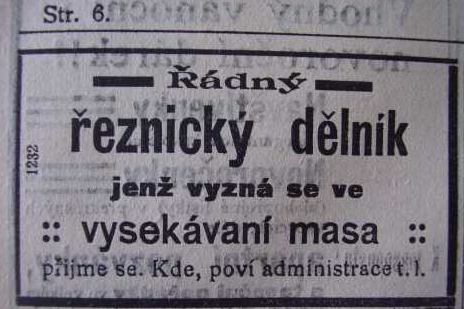 Str. 6.
Řádný
řeznický dělník
jenž vyzná se ve
:: vysekávaní masa ::
přijme se. Kde, poví administrace t. l.
1232